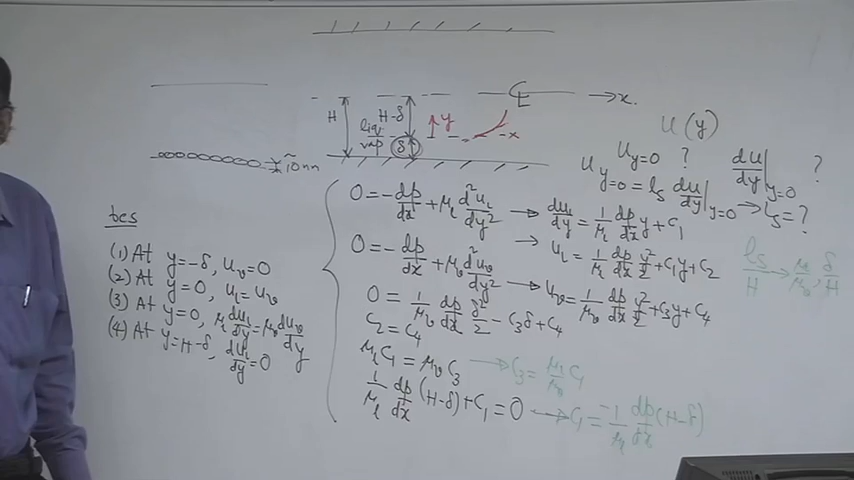 ℄ → x
H H-δ y
liq
vap δ
~10 nm
u(y)
u_{y=0} ? du/dy|_{y=0} ?
u_{y=0} = l_s du/dy|_{y=0} → l_s = ?
l_s/H → μ_l/μ_v, δ/H
bcs
(1) At y=-δ, u_v=0
(2) At y=0, u_l=u_v
(3) At y=0, μ_l du_l/dy = μ_v du_v/dy
(4) At y=H-δ, du_l/dy=0
0 = -dp/dx + μ_l d²u_l/dy² → du_l/dy = 1/μ_l dp/dx y + c_1
→ u_l = 1/μ_l dp/dx y²/2 + c_1y + c_2
0 = -dp/dx + μ_v d²u_v/dy² → u_v = 1/μ_v dp/dx y²/2 + c_3y + c_4
0 = 1/μ_v dp/dx δ²/2 - c_3δ + c_4
c_2 = c_4
μ_l c_1 = μ_v c_3 → c_3 = μ_l/μ_v c_1
1/μ_l dp/dx (H-δ) + c_1 = 0 → c_1 = -1/μ_l dp/dx (H-δ)